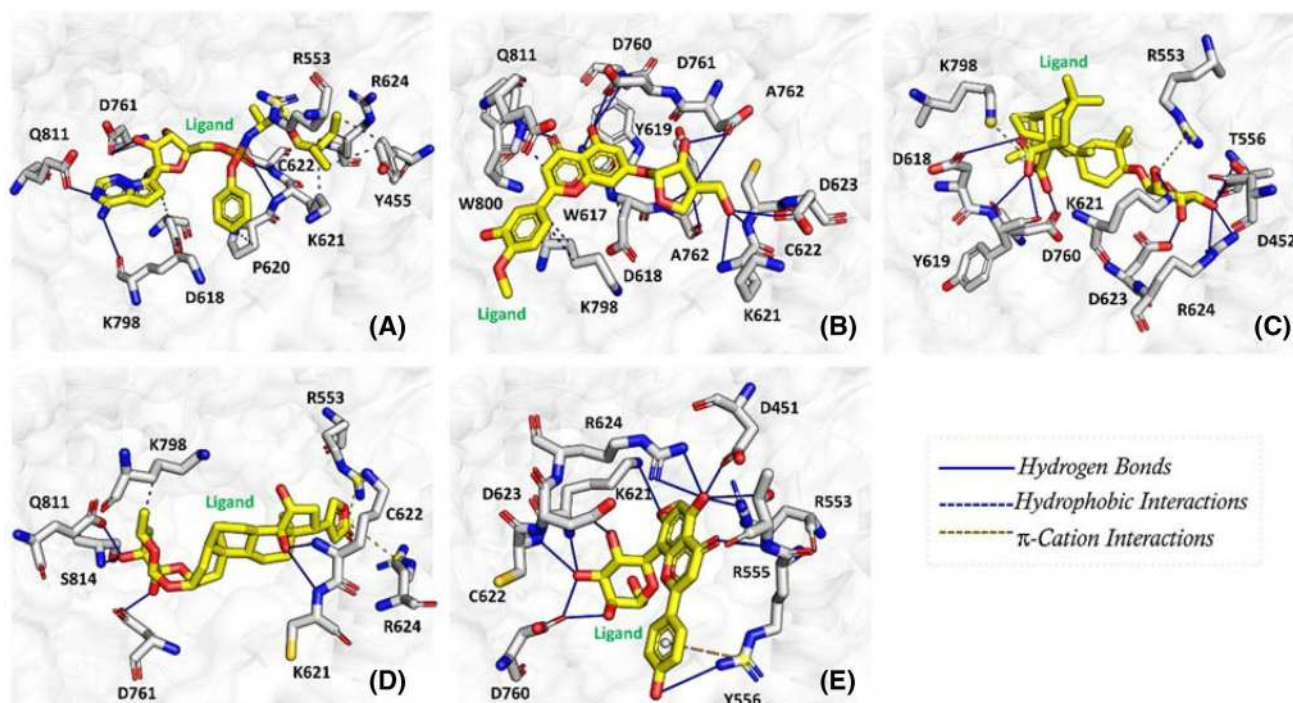 R553
R624
D761
Ligand
Q811
C622
Y455
K621
P620
D618
K798
(A)
D760
Q811
D761
A762
Y619
D623
W800
W617
C622
D618
A762
K798
Ligand
K621
(B)
Ligand
R553
K798
T556
D618
K621
D452
Y619
D760
D623
R624
(C)
R553
K798
Q811
Ligand
C622
S814
R624
K621
D761
(D)
D451
R624
D623
K621
R553
R555
C622
Ligand
D760
Y556
(E)
Hydrogen Bonds
Hydrophobic Interactions
π-Cation Interactions